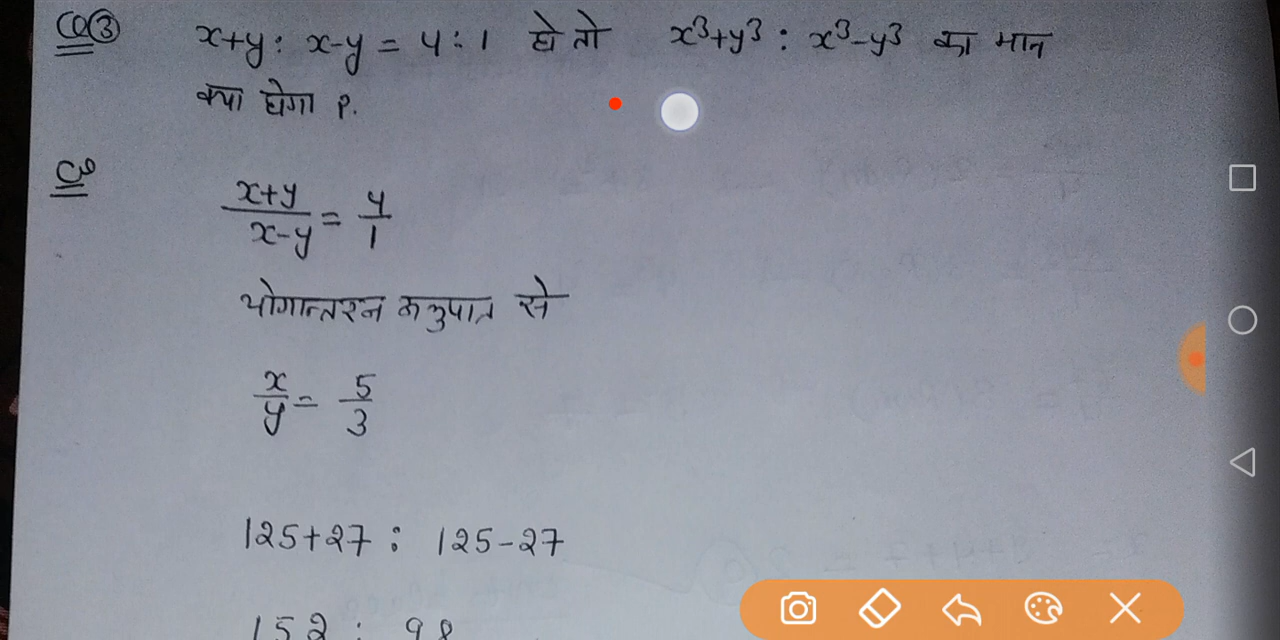 Q③ x+y : x-y = 4:1 हो तो x³+y³ : x³-y³ का मान
क्या होगा ?.
x+y / x-y = 4/1
योगान्तरन अनुपात से
x/y = 5/3
125+27 : 125-27
152 : 98